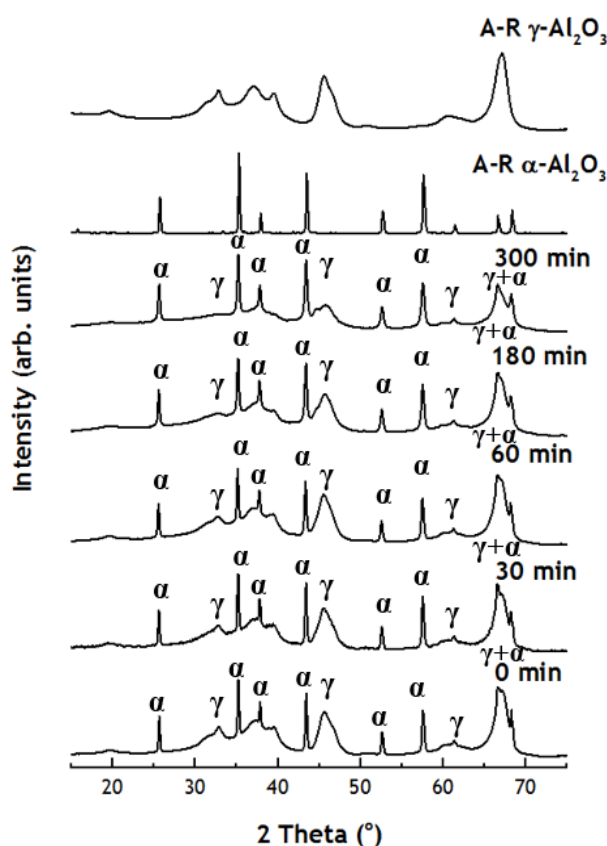 A-R γ-Al₂O₃
A-R α-Al₂O₃
300 min
α γ α α α γ α α γ γ+α
180 min
α γ α α α γ α α γ γ+α
60 min
α γ α α α γ α α γ γ+α
30 min
α γ α α α γ α α γ γ+α
0 min
α γ α α α γ α α γ γ+α
Intensity (arb. units)
20 30 40 50 60 70
2 Theta (°)